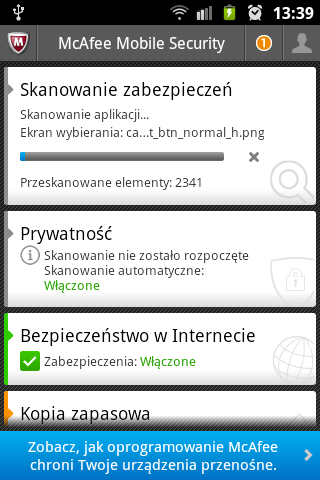 13:39
McAfee Mobile Security
1
Skanowanie zabezpieczeń
Skanowanie aplikacji...
Ekran wybierania: ca...t_btn_normal_h.png
Przeskanowane elementy: 2341
Prywatność
Skanowanie nie zostało rozpoczęte
Skanowanie automatyczne:
Włączone
Bezpieczeństwo w Internecie
Zabezpieczenia: Włączone
Kopia zapasowa
Zobacz, jak oprogramowanie McAfee
chroni Twoje urządzenia przenośne.